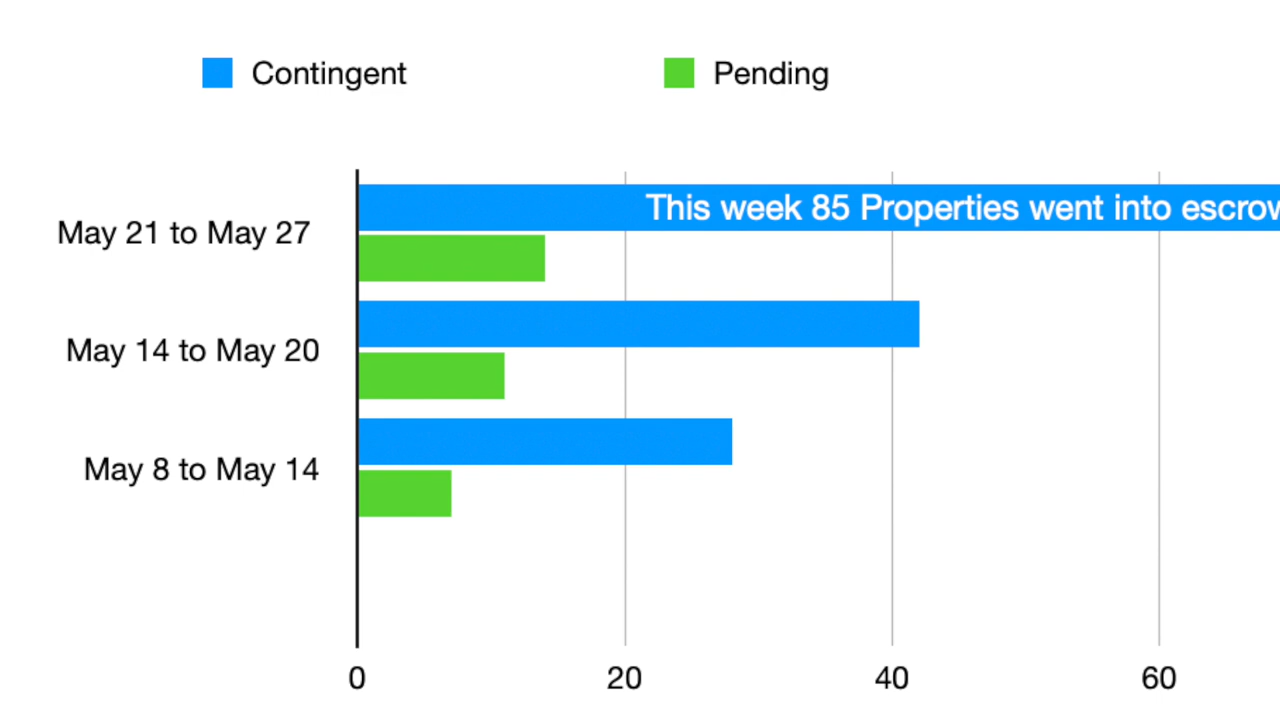 Contingent
Pending
This week 85 Properties went into
May 21 to May 27
May 14 to May 20
May 8 to May 14
0
20
40
60